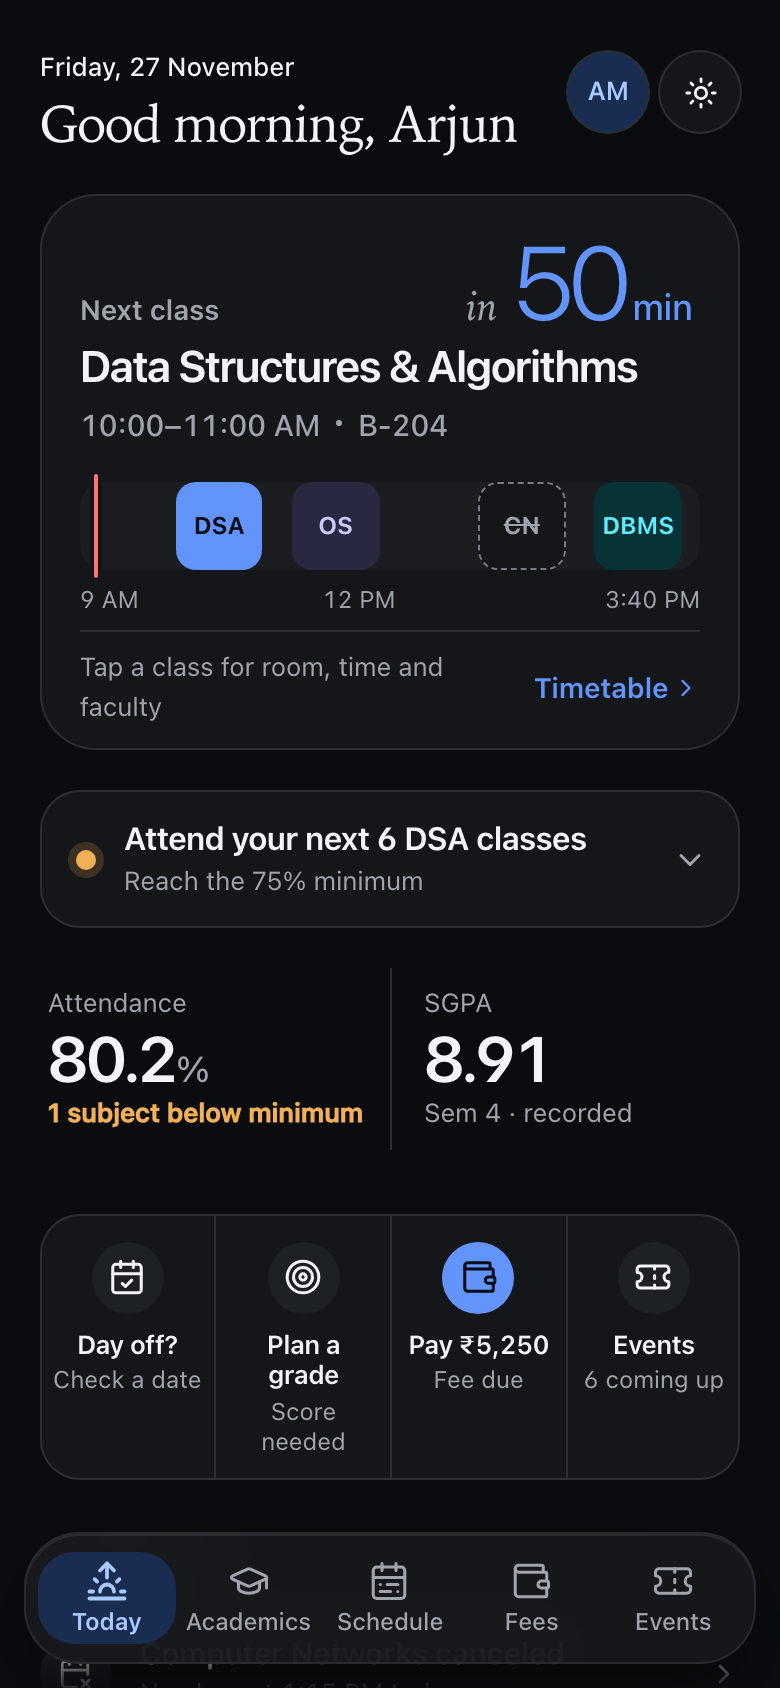 Friday, 27 November
Good morning, Arjun
AM
Next class
in 50 min
Data Structures & Algorithms
10:00–11:00 AM • B-204
DSA
OS
CN
DBMS
9 AM
12 PM
3:40 PM
Tap a class for room, time and
faculty
Timetable
Attend your next 6 DSA classes
Reach the 75% minimum
Attendance
80.2%
1 subject below minimum
SGPA
8.91
Sem 4 · recorded
Day off?
Check a date
Plan a
grade
Score
needed
Pay ₹5,250
Fee due
Events
6 coming up
Today
Academics
Schedule
Fees
Events
Computer Networks canceled